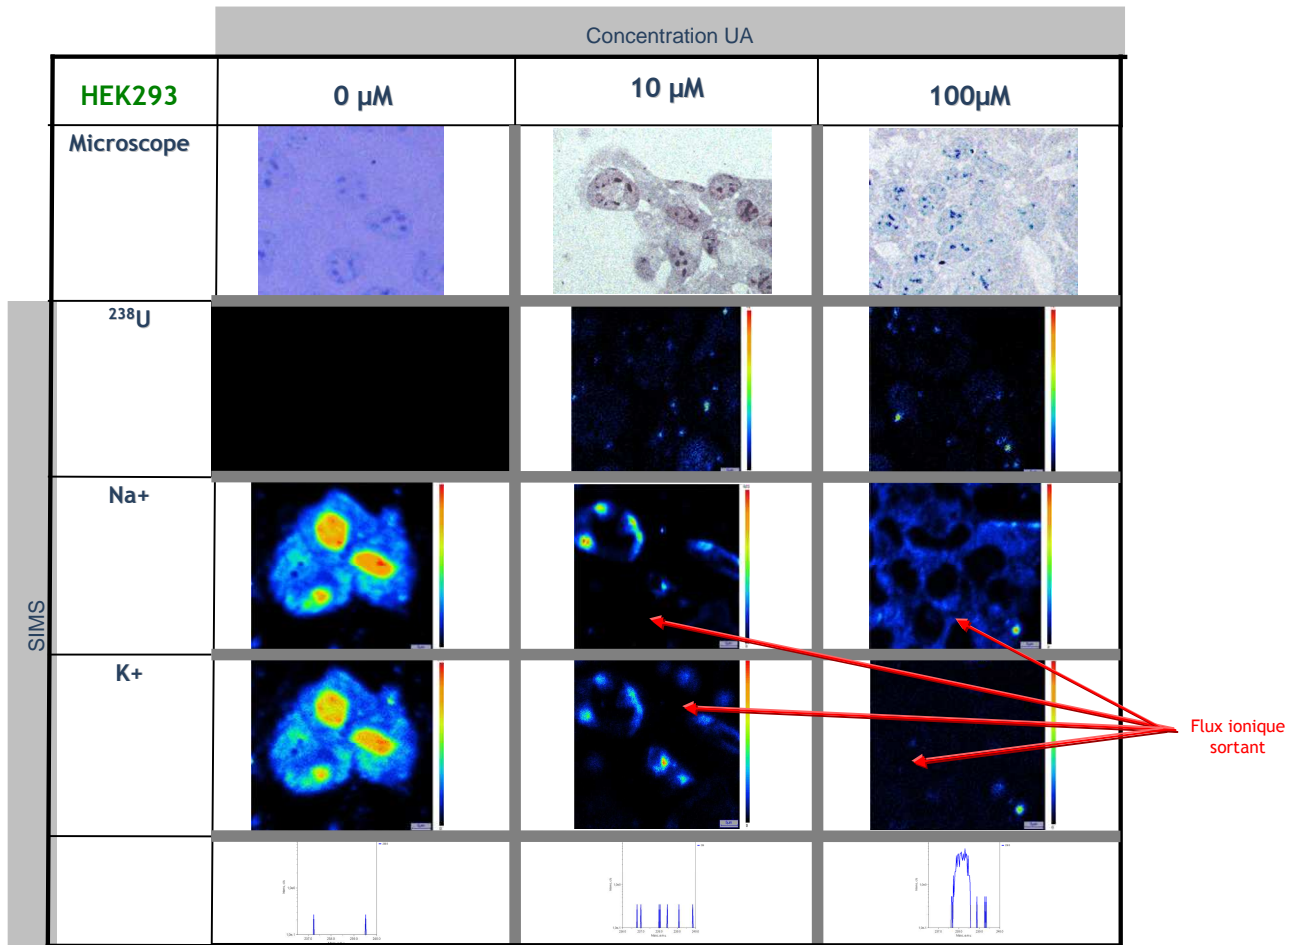 Concentration UA
HEK293
0 µM
10 µM
100µM
Microscope
238U
Na+
SIMS
K+
Flux ionique
sortant